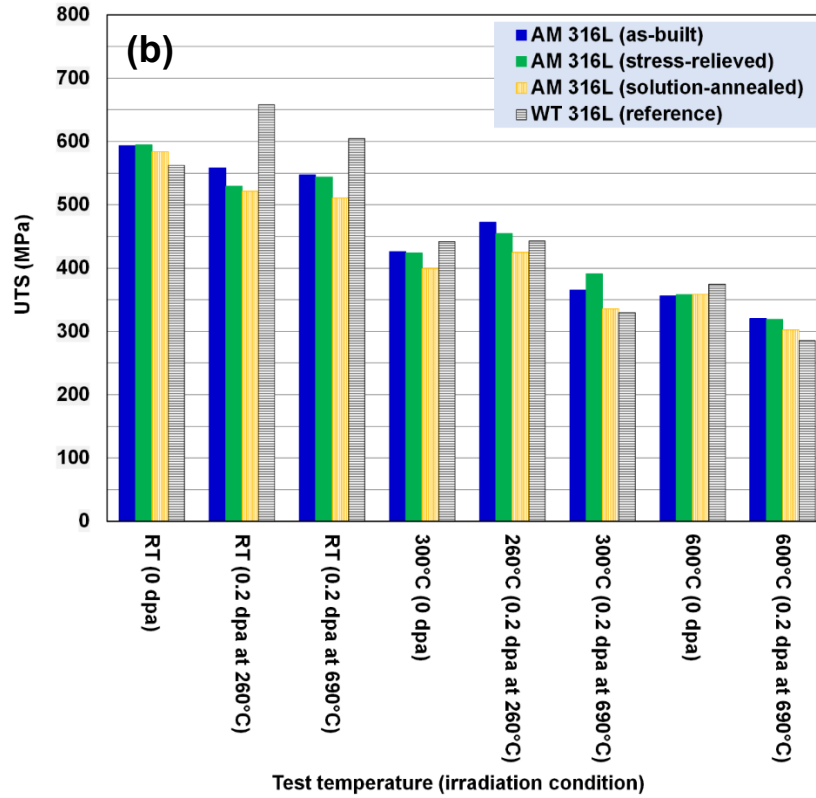 (b)
AM 316L (as-built)
AM 316L (stress-relieved)
AM 316L (solution-annealed)
WT 316L (reference)
800
700
600
500
400
300
200
100
0
UTS (MPa)
RT (0 dpa)
RT (0.2 dpa at 260°C)
RT (0.2 dpa at 690°C)
300°C (0 dpa)
260°C (0.2 dpa at 260°C)
300°C (0.2 dpa at 690°C)
600°C (0 dpa)
600°C (0.2 dpa at 690°C)
Test temperature (irradiation condition)